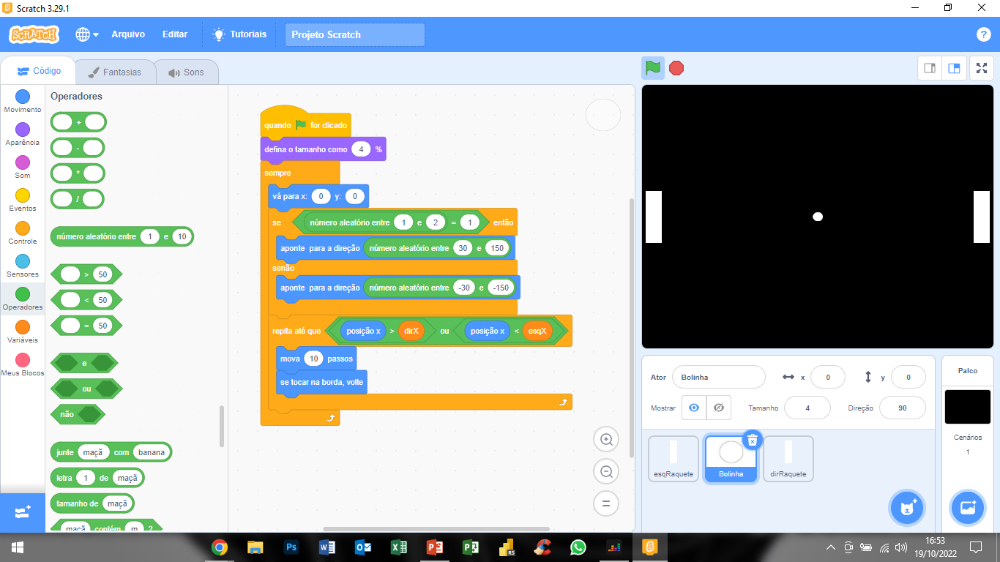 Scratch 3.29.1
SCRATCH Arquivo Editar Tutoriais Projeto Scratch ?
Código Fantasias Sons
Movimento
Aparência
Som
Eventos
Controle
Sensores
Operadores
Variáveis
Meus Blocos
Operadores
+
-
*
/
número aleatório entre 1 e 10
> 50
< 50
= 50
e
ou
não
junte maçã com banana
letra 1 de maçã
tamanho de maçã
maçã contém m ?
quando for clicado
defina o tamanho como 4 %
sempre
vá para x: 0 y: 0
se número aleatório entre 1 e 2 = 1 então
aponte para a direção número aleatório entre 30 e 150
senão
aponte para a direção número aleatório entre -30 e -150
repita até que posição x > dirX ou posição x < esqX
mova 10 passos
se tocar na borda, volte
=
Ator Bolinha x 0 y 0
Mostrar Tamanho 4 Direção 90
esqRaquete
Bolinha
dirRaquete
Palco
Cenários
1
16:53
19/10/2022